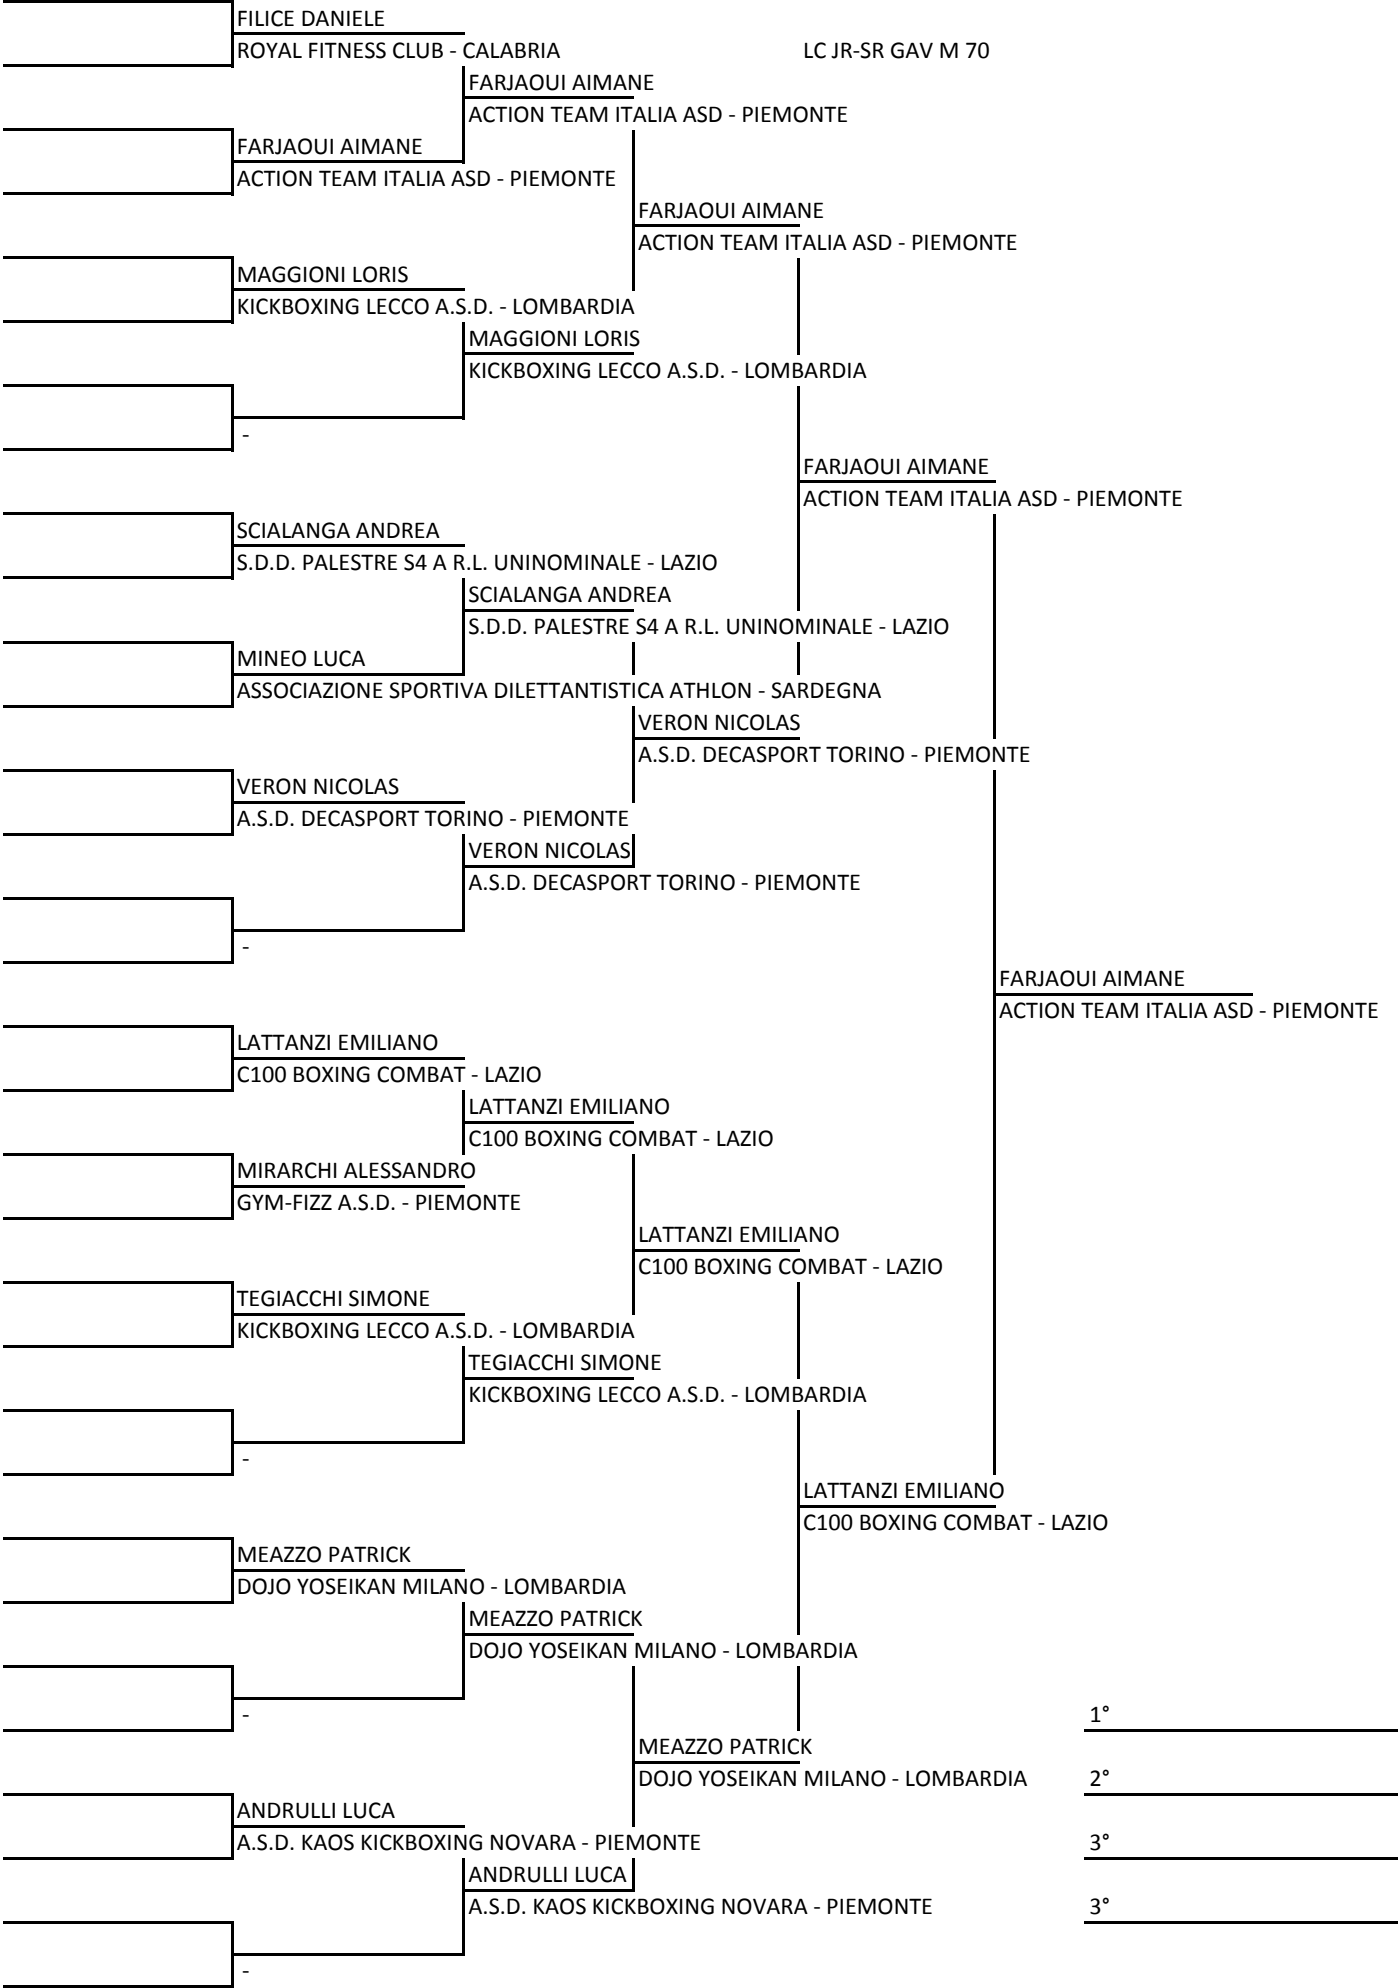 FILICE DANIELE
ROYAL FITNESS CLUB - CALABRIA
LC JR-SR GAV M 70
FARJAOUI AIMANE
ACTION TEAM ITALIA ASD - PIEMONTE
FARJAOUI AIMANE
ACTION TEAM ITALIA ASD - PIEMONTE
FARJAOUI AIMANE
ACTION TEAM ITALIA ASD - PIEMONTE
MAGGIONI LORIS
KICKBOXING LECCO A.S.D. - LOMBARDIA
MAGGIONI LORIS
KICKBOXING LECCO A.S.D. - LOMBARDIA
-
FARJAOUI AIMANE
ACTION TEAM ITALIA ASD - PIEMONTE
SCIALANGA ANDREA
S.D.D. PALESTRE S4 A R.L. UNINOMINALE - LAZIO
SCIALANGA ANDREA
S.D.D. PALESTRE S4 A R.L. UNINOMINALE - LAZIO
MINEO LUCA
ASSOCIAZIONE SPORTIVA DILETTANTISTICA ATHLON - SARDEGNA
VERON NICOLAS
A.S.D. DECASPORT TORINO - PIEMONTE
VERON NICOLAS
A.S.D. DECASPORT TORINO - PIEMONTE
VERON NICOLAS
A.S.D. DECASPORT TORINO - PIEMONTE
-
FARJAOUI AIMANE
ACTION TEAM ITALIA ASD - PIEMONTE
LATTANZI EMILIANO
C100 BOXING COMBAT - LAZIO
LATTANZI EMILIANO
C100 BOXING COMBAT - LAZIO
MIRARCHI ALESSANDRO
GYM-FIZZ A.S.D. - PIEMONTE
LATTANZI EMILIANO
C100 BOXING COMBAT - LAZIO
TEGIACCHI SIMONE
KICKBOXING LECCO A.S.D. - LOMBARDIA
TEGIACCHI SIMONE
KICKBOXING LECCO A.S.D. - LOMBARDIA
-
LATTANZI EMILIANO
C100 BOXING COMBAT - LAZIO
MEAZZO PATRICK
DOJO YOSEIKAN MILANO - LOMBARDIA
MEAZZO PATRICK
DOJO YOSEIKAN MILANO - LOMBARDIA
-
1°
MEAZZO PATRICK
DOJO YOSEIKAN MILANO - LOMBARDIA
2°
ANDRULLI LUCA
A.S.D. KAOS KICKBOXING NOVARA - PIEMONTE
3°
ANDRULLI LUCA
A.S.D. KAOS KICKBOXING NOVARA - PIEMONTE
3°
-